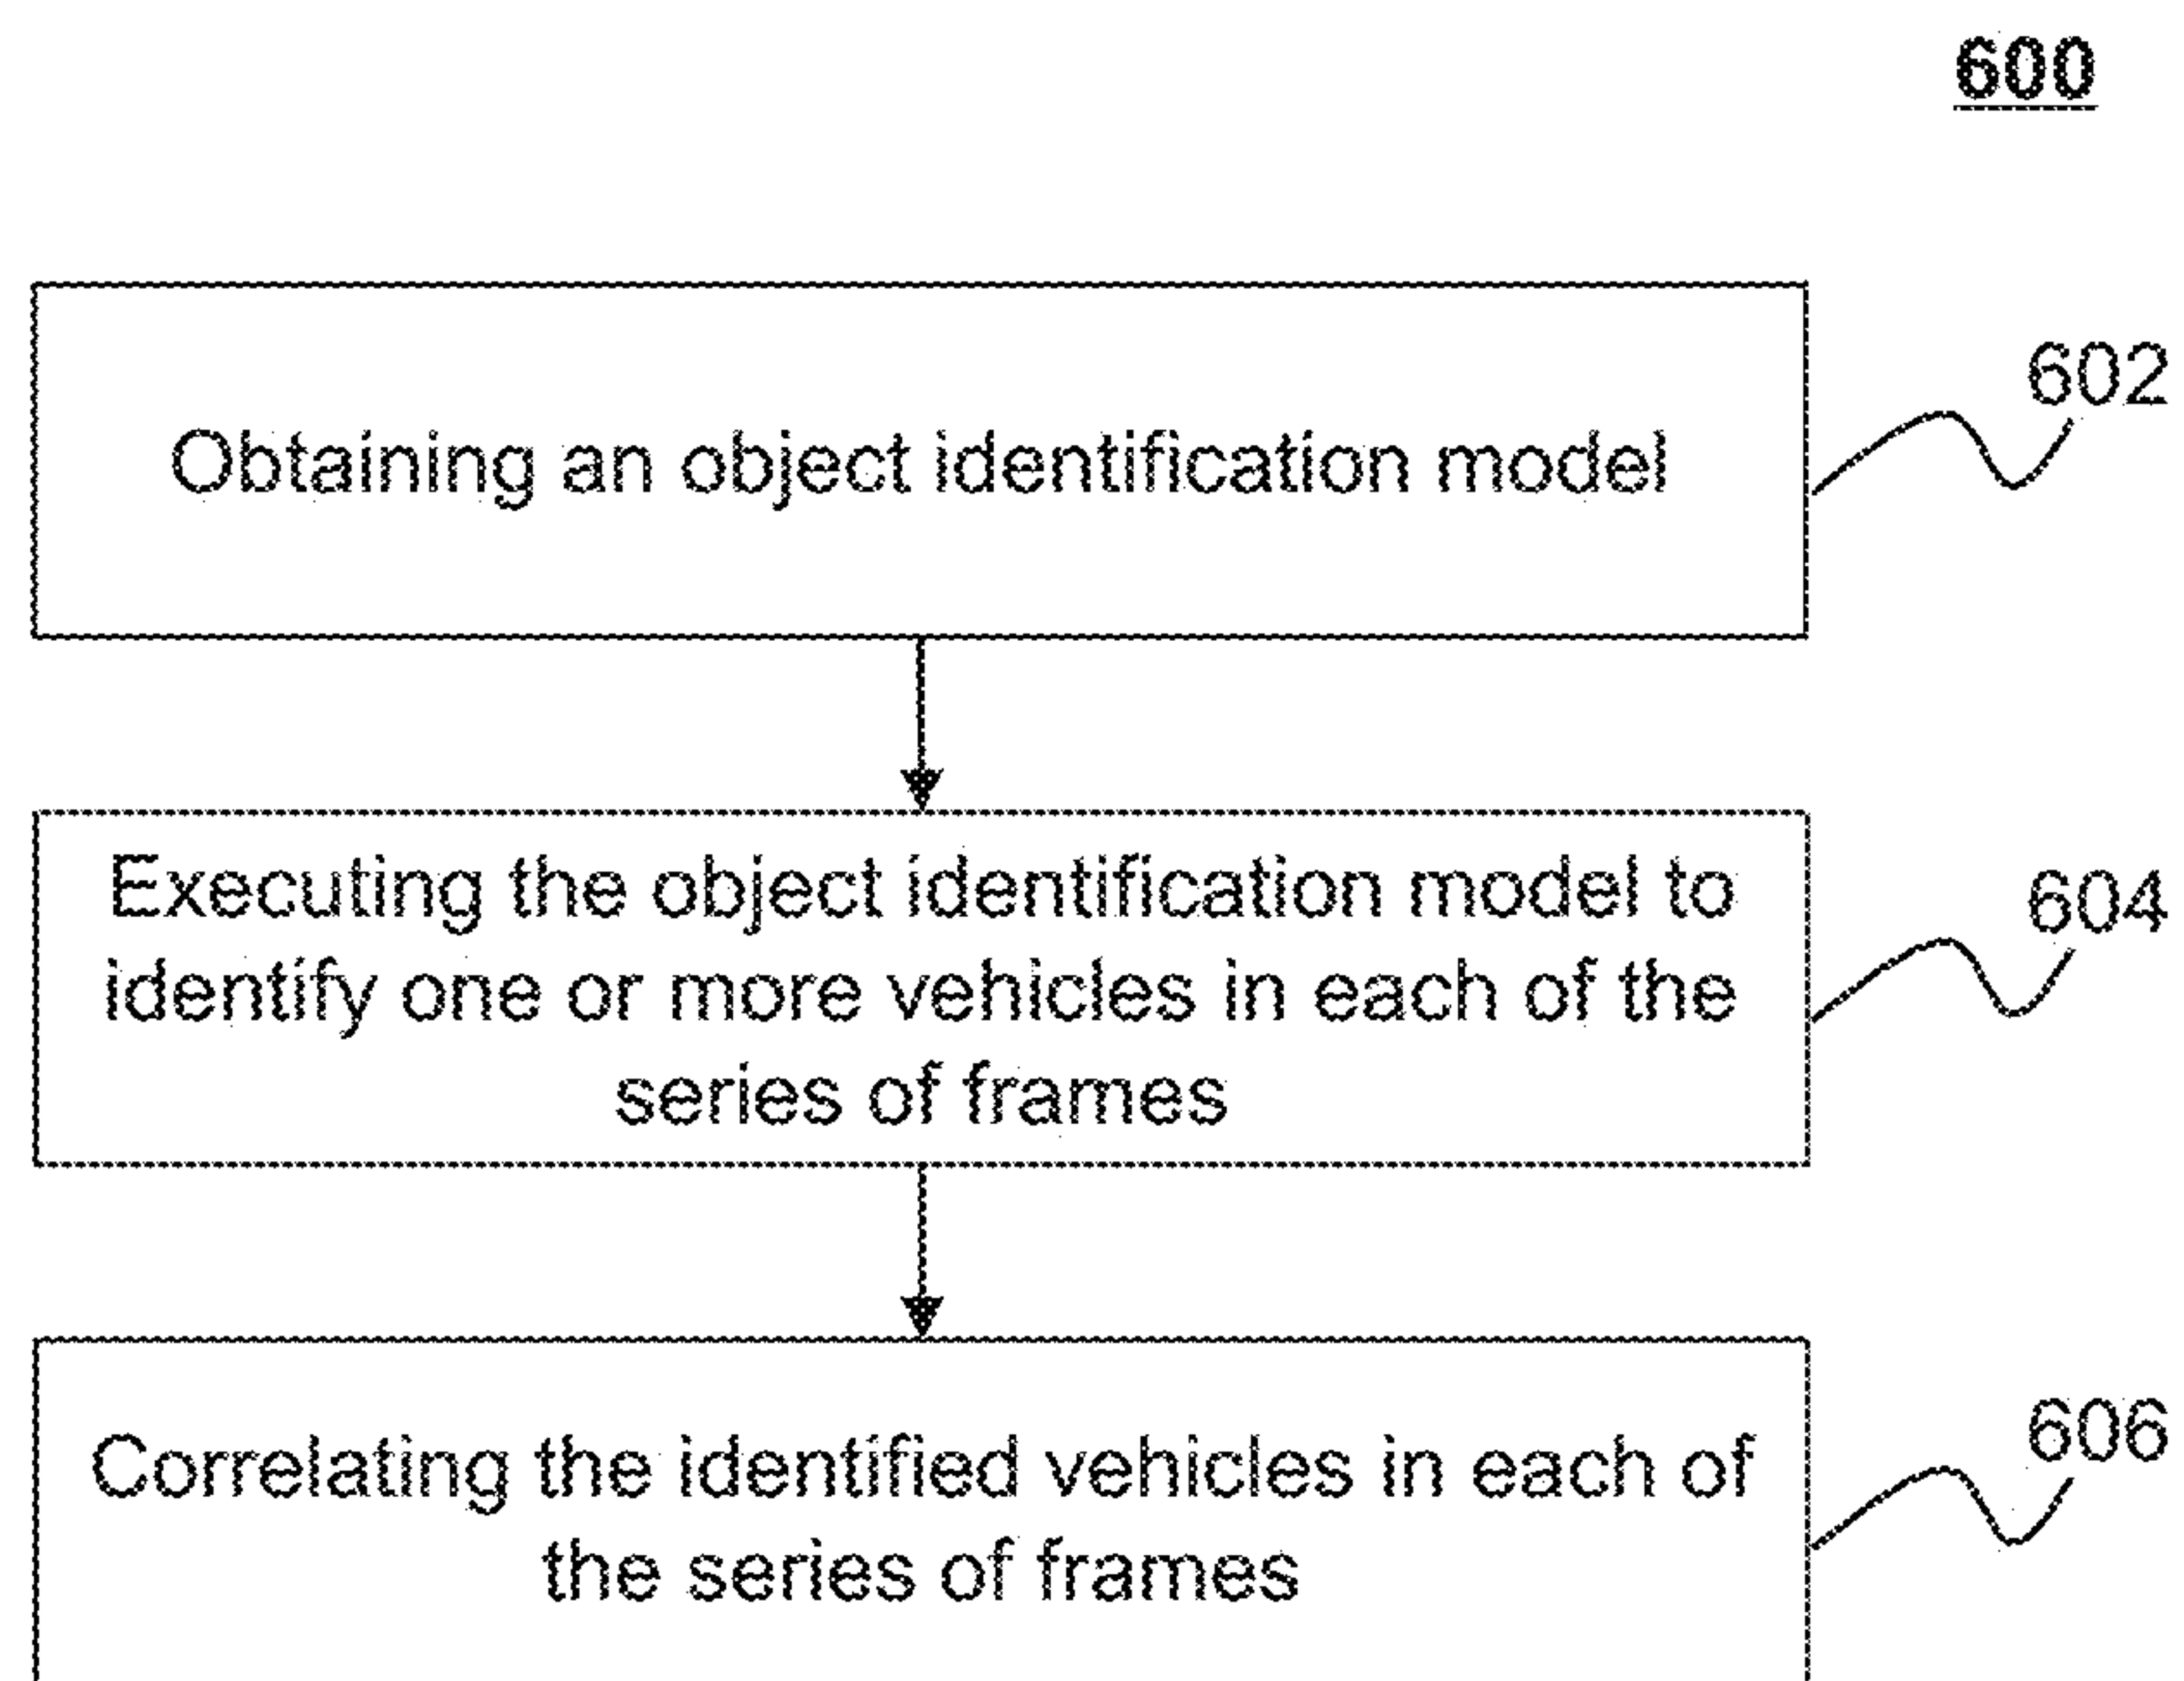 600
Obtaining an object identification model
602
Executing the object identification model to
identify one or more vehicles in each of the
series of frames
604
Correlating the identified vehicles in each of
the series of frames
606